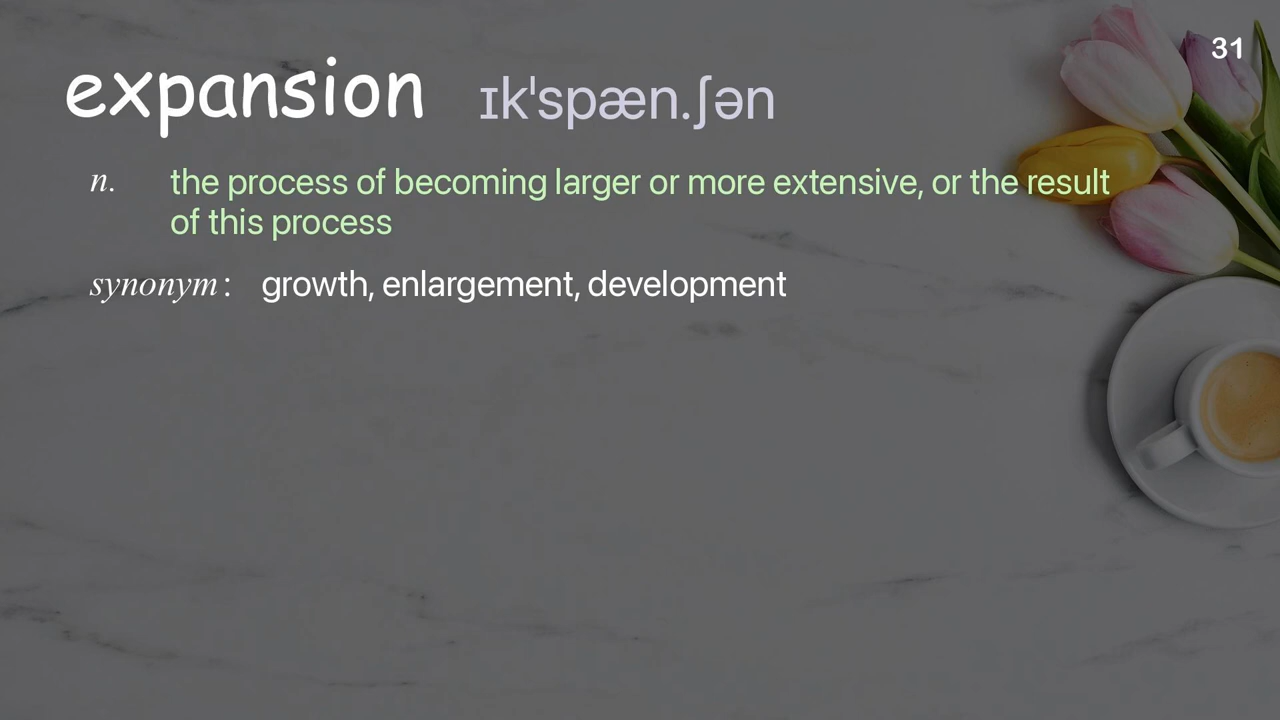 31
expansion ɪkˈspæn.ʃən
n. the process of becoming larger or more extensive, or the result
of this process
synonym: growth, enlargement, development